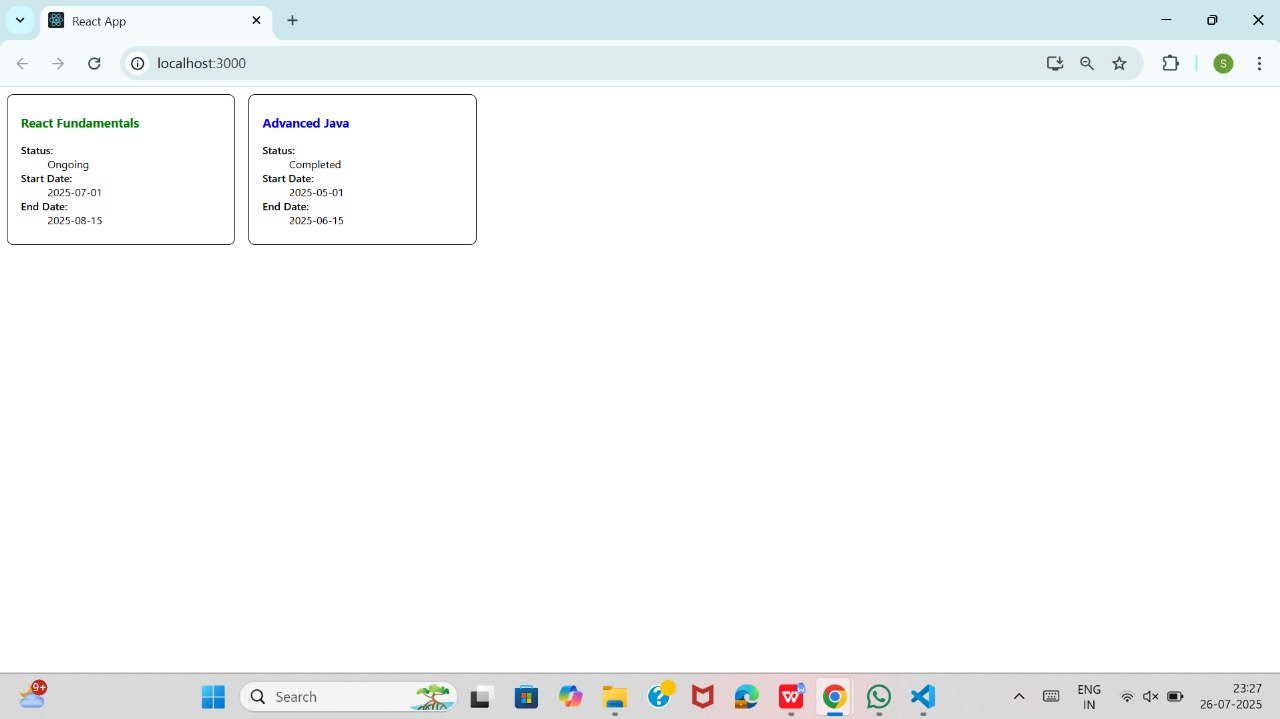 React App
localhost:3000
S
React Fundamentals
Status:
Ongoing
Start Date:
2025-07-01
End Date:
2025-08-15
Advanced Java
Status:
Completed
Start Date:
2025-05-01
End Date:
2025-06-15
9+
Search
W
ENG
IN
23:27
26-07-2025